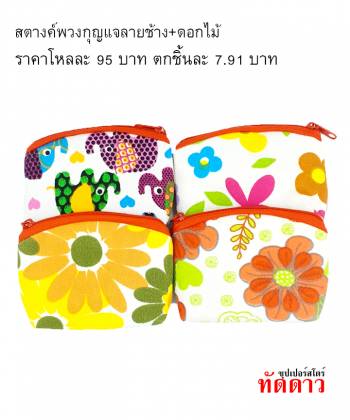 สตางค์พวงกุญแจลายช้าง+ดอกไม้
ราคาโหลละ 95 บาท ตกชิ้นละ 7.91 บาท
ซุปเปอร์สโตร์
ทัดดาว